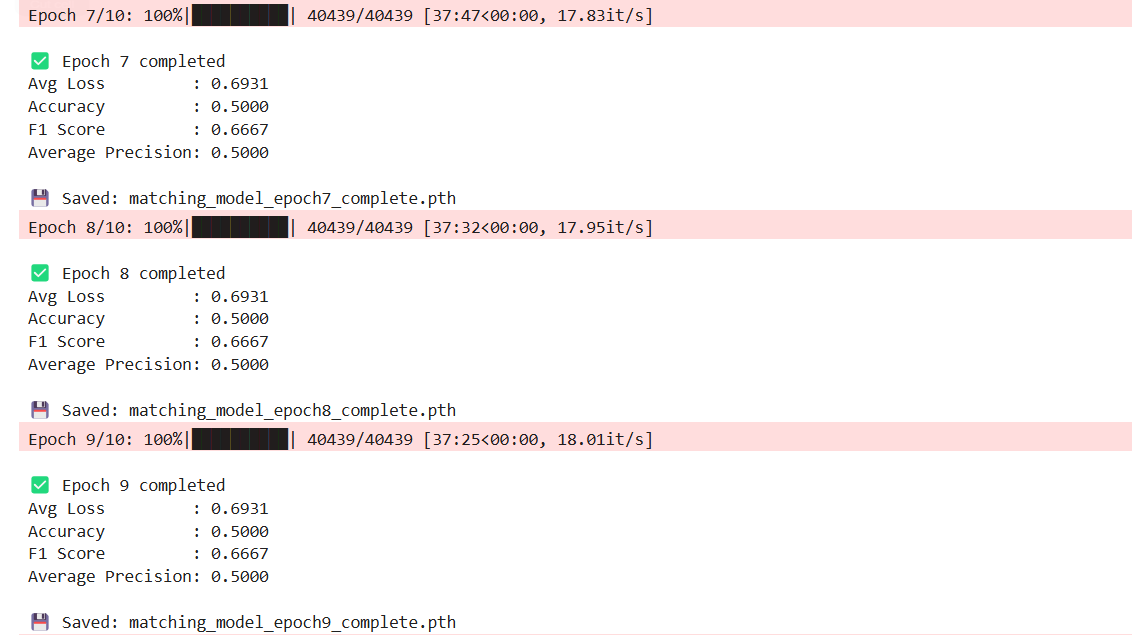 Epoch 7/10: 100%|██████████| 40439/40439 [37:47<00:00, 17.83it/s]
✅ Epoch 7 completed
Avg Loss : 0.6931
Accuracy : 0.5000
F1 Score : 0.6667
Average Precision: 0.5000
💾 Saved: matching_model_epoch7_complete.pth
Epoch 8/10: 100%|██████████| 40439/40439 [37:32<00:00, 17.95it/s]
✅ Epoch 8 completed
Avg Loss : 0.6931
Accuracy : 0.5000
F1 Score : 0.6667
Average Precision: 0.5000
💾 Saved: matching_model_epoch8_complete.pth
Epoch 9/10: 100%|██████████| 40439/40439 [37:25<00:00, 18.01it/s]
✅ Epoch 9 completed
Avg Loss : 0.6931
Accuracy : 0.5000
F1 Score : 0.6667
Average Precision: 0.5000
💾 Saved: matching_model_epoch9_complete.pth